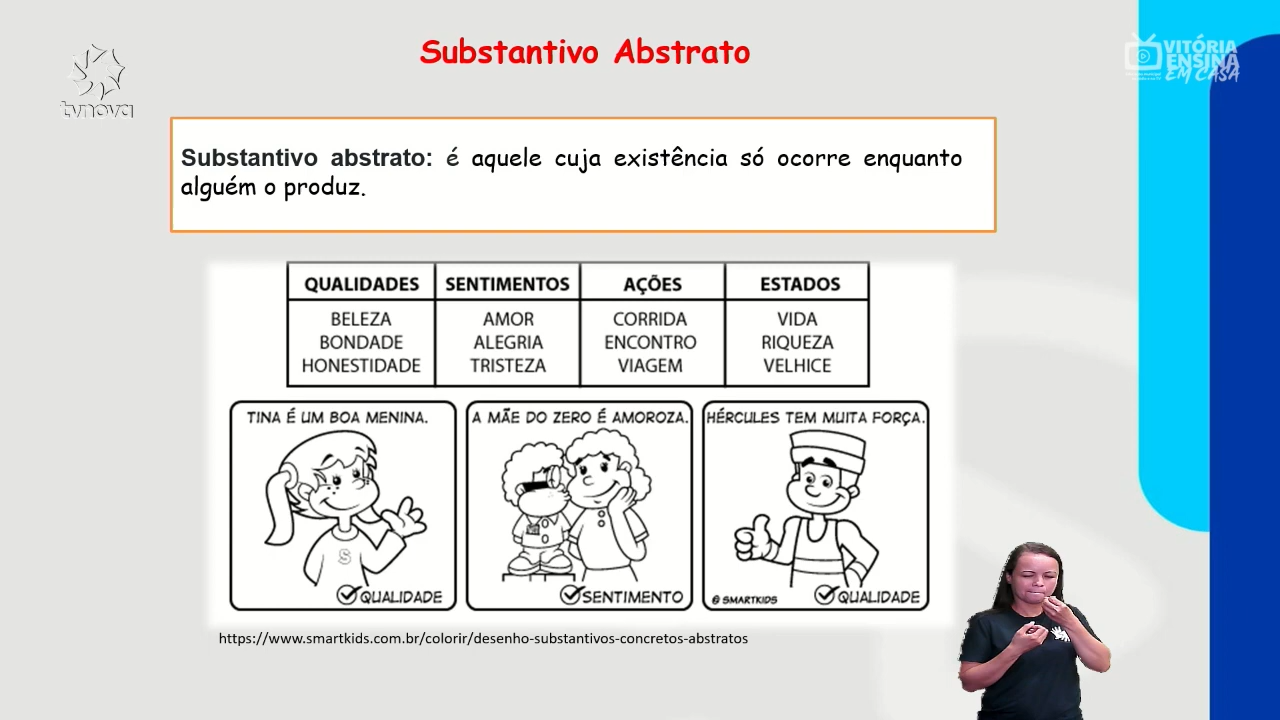 Substantivo Abstrato
tvnova
VITÓRIA
ENSINA
EM CASA
Substantivo abstrato: é aquele cuja existência só ocorre enquanto
alguém o produz.
QUALIDADES SENTIMENTOS AÇÕES ESTADOS
BELEZA AMOR CORRIDA VIDA
BONDADE ALEGRIA ENCONTRO RIQUEZA
HONESTIDADE TRISTEZA VIAGEM VELHICE
TINA É UM BOA MENINA. A MÃE DO ZERO É AMOROZA. HÉRCULES TEM MUITA FORÇA.
S
QUALIDADE SENTIMENTO © SMARTKIDS QUALIDADE
https://www.smartkids.com.br/colorir/desenho-substantivos-concretos-abstratos